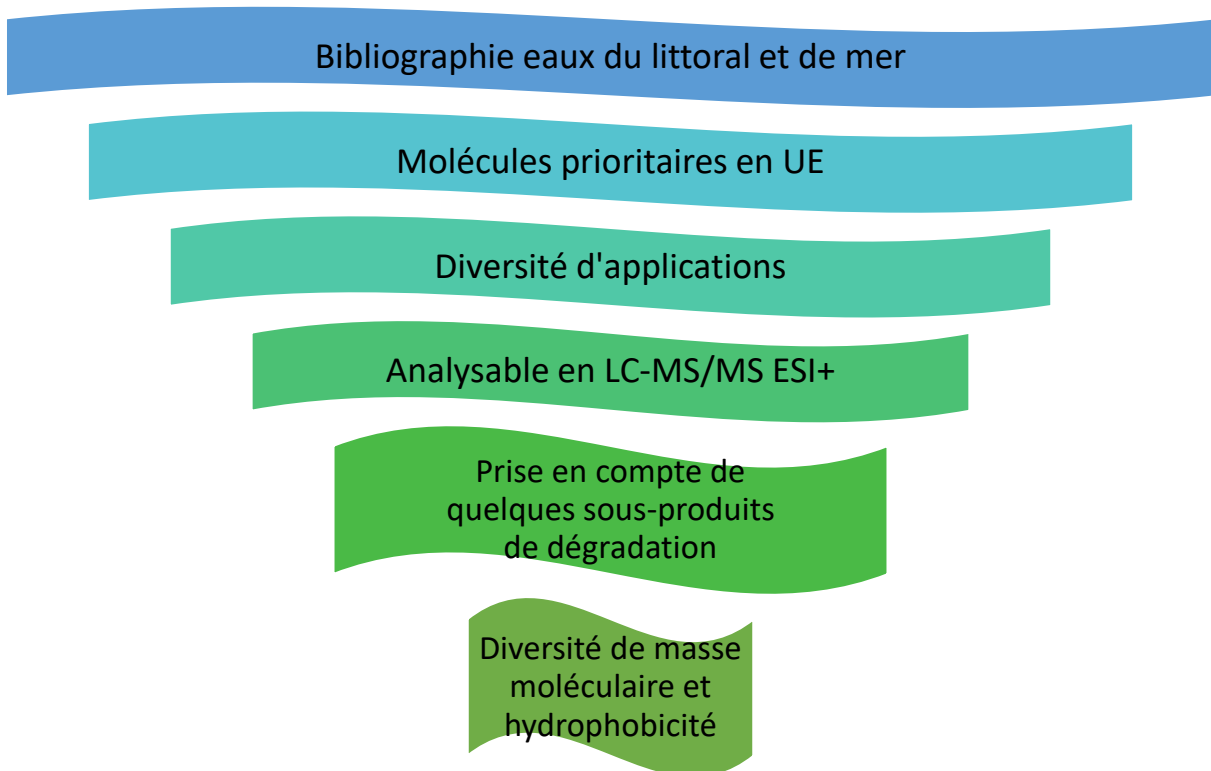 Bibliographie eaux du littoral et de mer
Molécules prioritaires en UE
Diversité d'applications
Analysable en LC-MS/MS ESI+
Prise en compte de
quelques sous-produits
de dégradation
Diversité de masse
moléculaire et
hydrophobicité